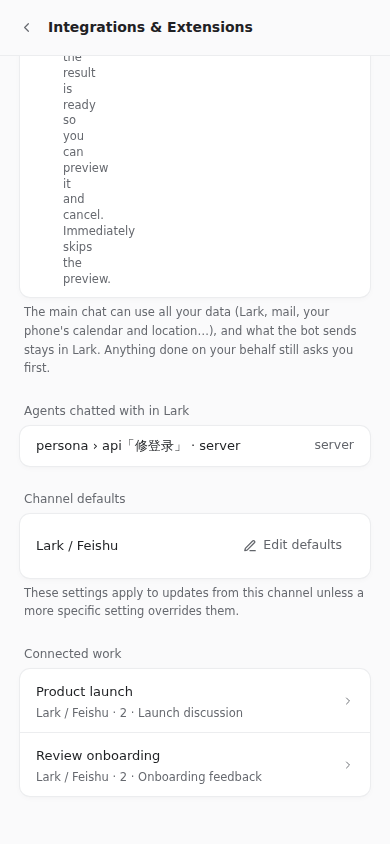 Integrations & Extensions
the
result
is
ready
so
you
can
preview
it
and
cancel.
Immediately
skips
the
preview.
The main chat can use all your data (Lark, mail, your
phone's calendar and location…), and what the bot sends
stays in Lark. Anything done on your behalf still asks you
first.
Agents chatted with in Lark
persona › api「修登录」 · server server
Channel defaults
Lark / Feishu Edit defaults
These settings apply to updates from this channel unless a
more specific setting overrides them.
Connected work
Product launch
Lark / Feishu · 2 · Launch discussion
Review onboarding
Lark / Feishu · 2 · Onboarding feedback